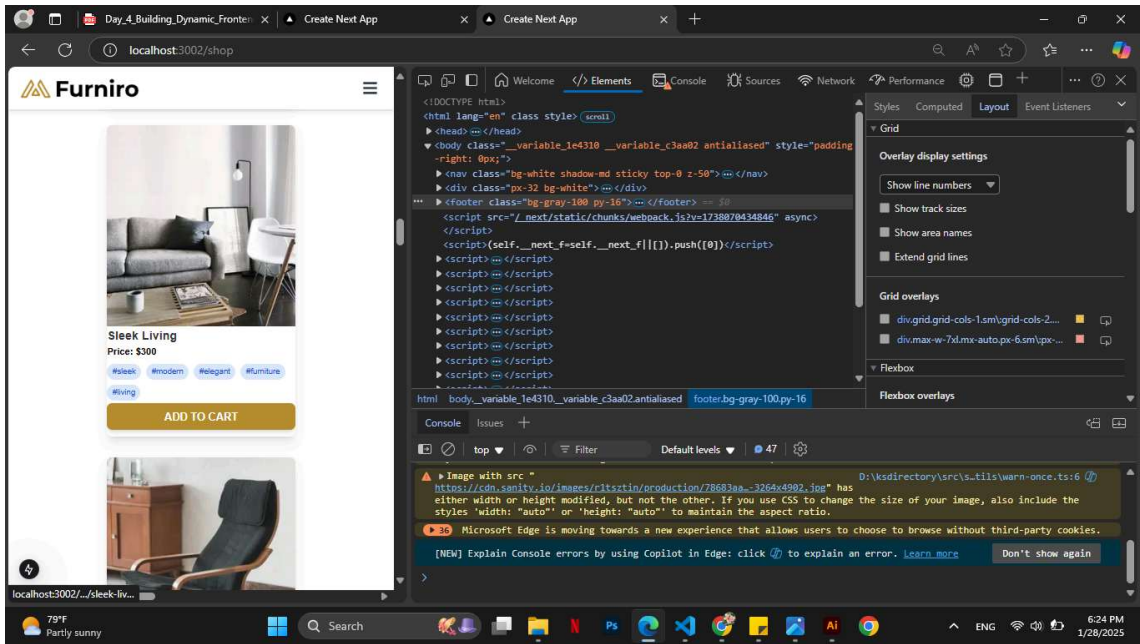 Day_4_Building_Dynamic_Fronten
Create Next App
Create Next App
localhost:3002/shop
Furniro
Sleek Living
Price: $300
#sleek #modern #elegant #furniture
#living
ADD TO CART
localhost:3002/.../sleek-liv...
Welcome </> Elements Console Sources Network Performance
<!DOCTYPE html>
<html lang="en" class style> scroll
<head> </head>
<body class="__variable_1e4310 __variable_c3aa02 antialiased" style="padding
-right: 0px;">
<nav class="bg-white shadow-md sticky top-0 z-50"> </nav>
<div class="px-32 bg-white"> </div>
<footer class="bg-gray-100 py-16"> </footer> == $0
<script src="/_next/static/chunks/webpack.js?v=1738070434846" async>
</script>
<script>(self.__next_f=self.__next_f||[]).push([0])</script>
<script> </script>
<script> </script>
<script> </script>
<script> </script>
<script> </script>
<script> </script>
<script> </script>
<script> </script>
<script> </script>
html body.__variable_1e4310.__variable_c3aa02.antialiased footer.bg-gray-100.py-16
Styles Computed Layout Event Listeners
Grid
Overlay display settings
Show line numbers
Show track sizes
Show area names
Extend grid lines
Grid overlays
div.grid.grid-cols-1.sm\:grid-cols-2....
div.max-w-7xl.mx-auto.px-6.sm\:px-...
Flexbox
Flexbox overlays
Console Issues
top Filter Default levels 47
Image with src " D:\ksdirectory\src\s…tils\warn-once.ts:6
https://cdn.sanity.io/images/rltsztin/production/78683aa…-3264x4902.jpg" has
either width or height modified, but not the other. If you use CSS to change the size of your image, also include the
styles 'width: "auto"' or 'height: "auto"' to maintain the aspect ratio.
36 Microsoft Edge is moving towards a new experience that allows users to choose to browse without third-party cookies.
[NEW] Explain Console errors by using Copilot in Edge: click to explain an error. Learn more Don't show again
79°F
Partly sunny
Search
N Ps Ai
ENG
6:24 PM
1/28/2025